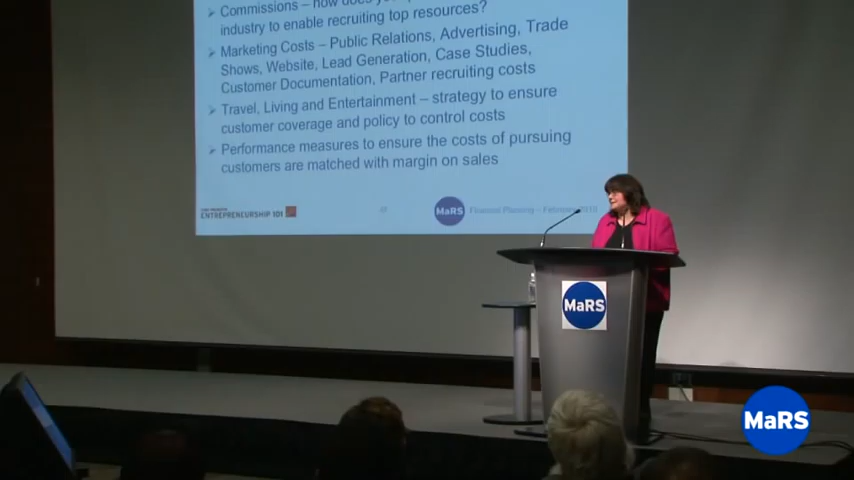 ➢ Commissions – how does
industry to enable recruiting top resources?
➢ Marketing Costs – Public Relations, Advertising, Trade
Shows, Website, Lead Generation, Case Studies,
Customer Documentation, Partner recruiting costs
➢ Travel, Living and Entertainment – strategy to ensure
customer coverage and policy to control costs
➢ Performance measures to ensure the costs of pursuing
customers are matched with margin on sales
ENTREPRENEURSHIP 101
MaRS
Financial Planning – February 2010
MaRS
MaRS